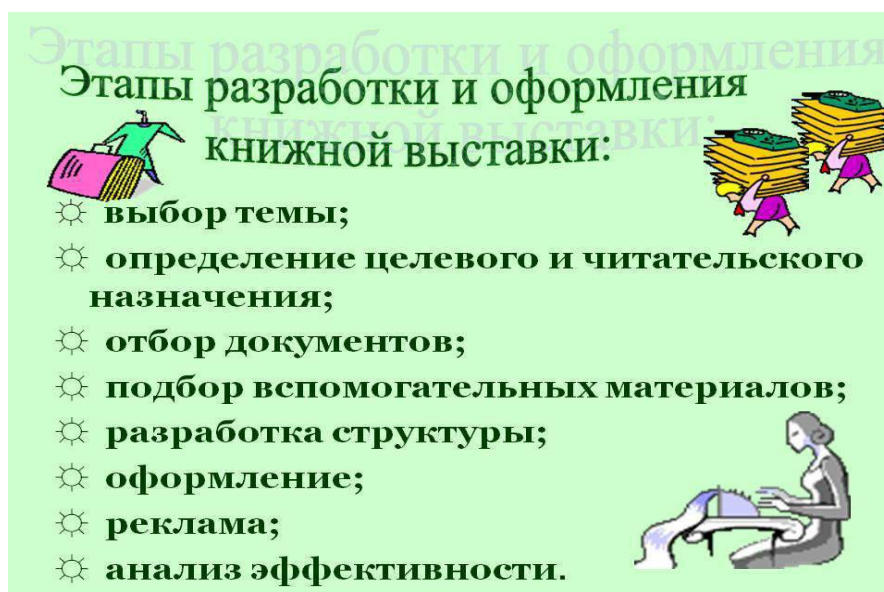 Этапы разработки и оформления
книжной выставки:
выбор темы;
определение целевого и читательского
назначения;
отбор документов;
подбор вспомогательных материалов;
разработка структуры;
оформление;
реклама;
анализ эффективности.